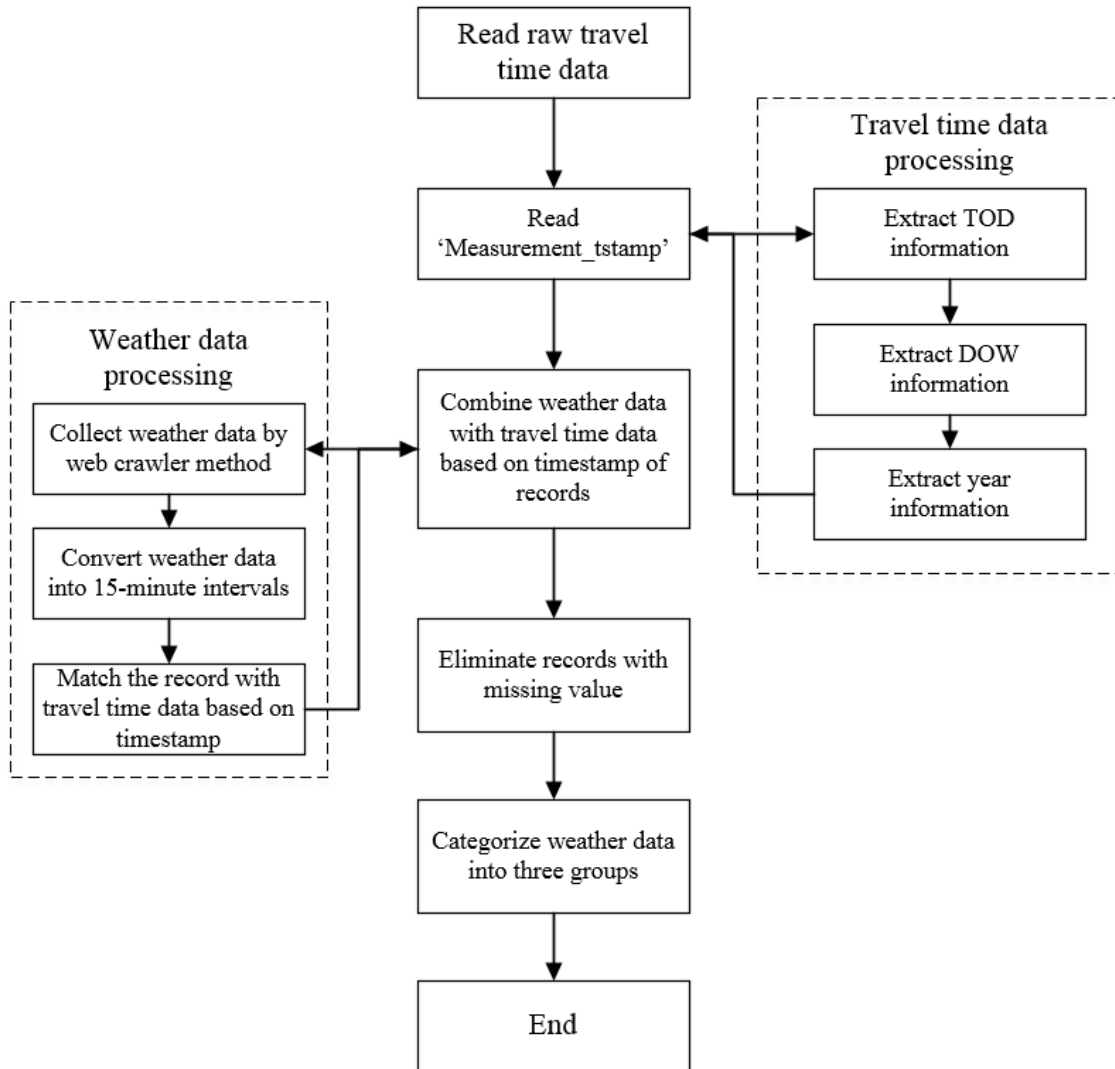 Read raw travel
time data
Travel time data
processing
Read
‘Measurement_tstamp’
Extract TOD
information
Extract DOW
information
Extract year
information
Weather data
processing
Collect weather data by
web crawler method
Convert weather data
into 15-minute intervals
Match the record with
travel time data based on
timestamp
Combine weather data
with travel time data
based on timestamp of
records
Eliminate records with
missing value
Categorize weather data
into three groups
End